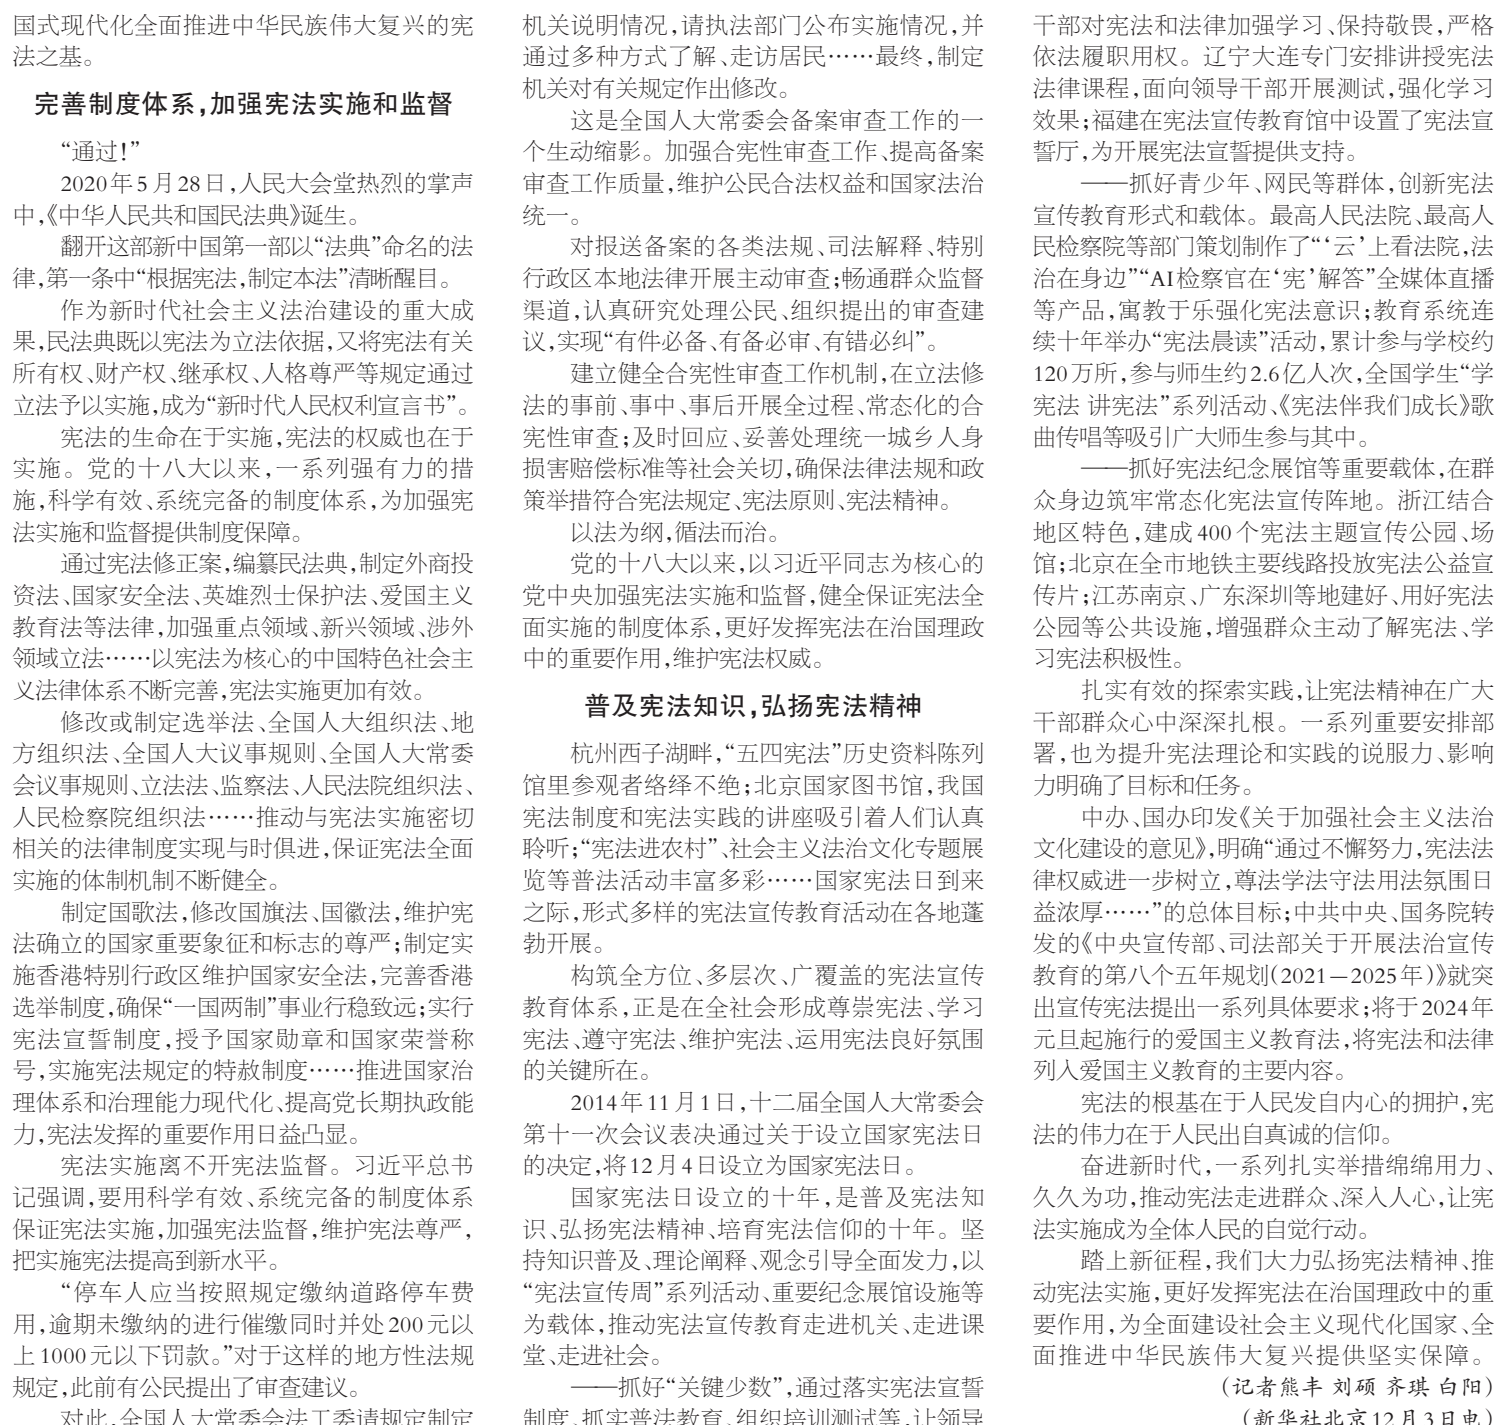 国式现代化全面推进中华民族伟大复兴的宪
法之基。
完善制度体系,加强宪法实施和监督
“通过!”
2020年5月28日,人民大会堂热烈的掌声
中,《中华人民共和国民法典》诞生。
翻开这部新中国第一部以“法典”命名的法
律,第一条中“根据宪法,制定本法”清晰醒目。
作为新时代社会主义法治建设的重大成
果,民法典既以宪法为立法依据,又将宪法有关
所有权、财产权、继承权、人格尊严等规定通过
立法予以实施,成为“新时代人民权利宣言书”。
宪法的生命在于实施,宪法的权威也在于
实施。党的十八大以来,一系列强有力的措
施,科学有效、系统完备的制度体系,为加强宪
法实施和监督提供制度保障。
通过宪法修正案,编纂民法典,制定外商投
资法、国家安全法、英雄烈士保护法、爱国主义
教育法等法律,加强重点领域、新兴领域、涉外
领域立法……以宪法为核心的中国特色社会主
义法律体系不断完善,宪法实施更加有效。
修改或制定选举法、全国人大组织法、地
方组织法、全国人大议事规则、全国人大常委
会议事规则、立法法、监察法、人民法院组织法、
人民检察院组织法……推动与宪法实施密切
相关的法律制度实现与时俱进,保证宪法全面
实施的体制机制不断健全。
制定国歌法,修改国旗法、国徽法,维护宪
法确立的国家重要象征和标志的尊严;制定实
施香港特别行政区维护国家安全法,完善香港
选举制度,确保“一国两制”事业行稳致远;实行
宪法宣誓制度,授予国家勋章和国家荣誉称
号,实施宪法规定的特赦制度……推进国家治
理体系和治理能力现代化、提高党长期执政能
力,宪法发挥的重要作用日益凸显。
宪法实施离不开宪法监督。习近平总书
记强调,要用科学有效、系统完备的制度体系
保证宪法实施,加强宪法监督,维护宪法尊严,
把实施宪法提高到新水平。
“停车人应当按照规定缴纳道路停车费
用,逾期未缴纳的进行催缴同时并处200元以
上1000元以下罚款。”对于这样的地方性法规
规定,此前有公民提出了审查建议。
对此,全国人大常委会法工委请规定制定
机关说明情况,请执法部门公布实施情况,并
通过多种方式了解、走访居民……最终,制定
机关对有关规定作出修改。
这是全国人大常委会备案审查工作的一
个生动缩影。加强合宪性审查工作、提高备案
审查工作质量,维护公民合法权益和国家法治
统一。
对报送备案的各类法规、司法解释、特别
行政区本地法律开展主动审查;畅通群众监督
渠道,认真研究处理公民、组织提出的审查建
议,实现“有件必备、有备必审、有错必纠”。
建立健全合宪性审查工作机制,在立法修
法的事前、事中、事后开展全过程、常态化的合
宪性审查;及时回应、妥善处理统一城乡人身
损害赔偿标准等社会关切,确保法律法规和政
策举措符合宪法规定、宪法原则、宪法精神。
以法为纲,循法而治。
党的十八大以来,以习近平同志为核心的
党中央加强宪法实施和监督,健全保证宪法全
面实施的制度体系,更好发挥宪法在治国理政
中的重要作用,维护宪法权威。
普及宪法知识,弘扬宪法精神
杭州西子湖畔,“五四宪法”历史资料陈列
馆里参观者络绎不绝;北京国家图书馆,我国
宪法制度和宪法实践的讲座吸引着人们认真
聆听;“宪法进农村”、社会主义法治文化专题展
览等普法活动丰富多彩……国家宪法日到来
之际,形式多样的宪法宣传教育活动在各地蓬
勃开展。
构筑全方位、多层次、广覆盖的宪法宣传
教育体系,正是在全社会形成尊崇宪法、学习
宪法、遵守宪法、维护宪法、运用宪法良好氛围
的关键所在。
2014年11月1日,十二届全国人大常委会
第十一次会议表决通过关于设立国家宪法日
的决定,将12月4日设立为国家宪法日。
国家宪法日设立的十年,是普及宪法知
识、弘扬宪法精神、培育宪法信仰的十年。坚
持知识普及、理论阐释、观念引导全面发力,以
“宪法宣传周”系列活动、重要纪念展馆设施等
为载体,推动宪法宣传教育走进机关、走进课
堂、走进社会。
——抓好“关键少数”,通过落实宪法宣誓
制度、抓实普法教育、组织培训测试等,让领导
干部对宪法和法律加强学习、保持敬畏,严格
依法履职用权。辽宁大连专门安排讲授宪法
法律课程,面向领导干部开展测试,强化学习
效果;福建在宪法宣传教育馆中设置了宪法宣
誓厅,为开展宪法宣誓提供支持。
——抓好青少年、网民等群体,创新宪法
宣传教育形式和载体。最高人民法院、最高人
民检察院等部门策划制作了“‘云’上看法院,法
治在身边”“AI检察官在‘宪’解答”全媒体直播
等产品,寓教于乐强化宪法意识;教育系统连
续十年举办“宪法晨读”活动,累计参与学校约
120万所,参与师生约2.6亿人次,全国学生“学
宪法 讲宪法”系列活动、《宪法伴我们成长》歌
曲传唱等吸引广大师生参与其中。
——抓好宪法纪念展馆等重要载体,在群
众身边筑牢常态化宪法宣传阵地。浙江结合
地区特色,建成400个宪法主题宣传公园、场
馆;北京在全市地铁主要线路投放宪法公益宣
传片;江苏南京、广东深圳等地建好、用好宪法
公园等公共设施,增强群众主动了解宪法、学
习宪法积极性。
扎实有效的探索实践,让宪法精神在广大
干部群众心中深深扎根。一系列重要安排部
署,也为提升宪法理论和实践的说服力、影响
力明确了目标和任务。
中办、国办印发《关于加强社会主义法治
文化建设的意见》,明确“通过不懈努力,宪法法
律权威进一步树立,尊法学法守法用法氛围日
益浓厚……”的总体目标;中共中央、国务院转
发的《中央宣传部、司法部关于开展法治宣传
教育的第八个五年规划(2021—2025年)》就突
出宣传宪法提出一系列具体要求;将于2024年
元旦起施行的爱国主义教育法,将宪法和法律
列入爱国主义教育的主要内容。
宪法的根基在于人民发自内心的拥护,宪
法的伟力在于人民出自真诚的信仰。
奋进新时代,一系列扎实举措绵绵用力、
久久为功,推动宪法走进群众、深入人心,让宪
法实施成为全体人民的自觉行动。
踏上新征程,我们大力弘扬宪法精神、推
动宪法实施,更好发挥宪法在治国理政中的重
要作用,为全面建设社会主义现代化国家、全
面推进中华民族伟大复兴提供坚实保障。
(记者熊丰 刘硕 齐琪 白阳)
(新华社北京12月3日电)